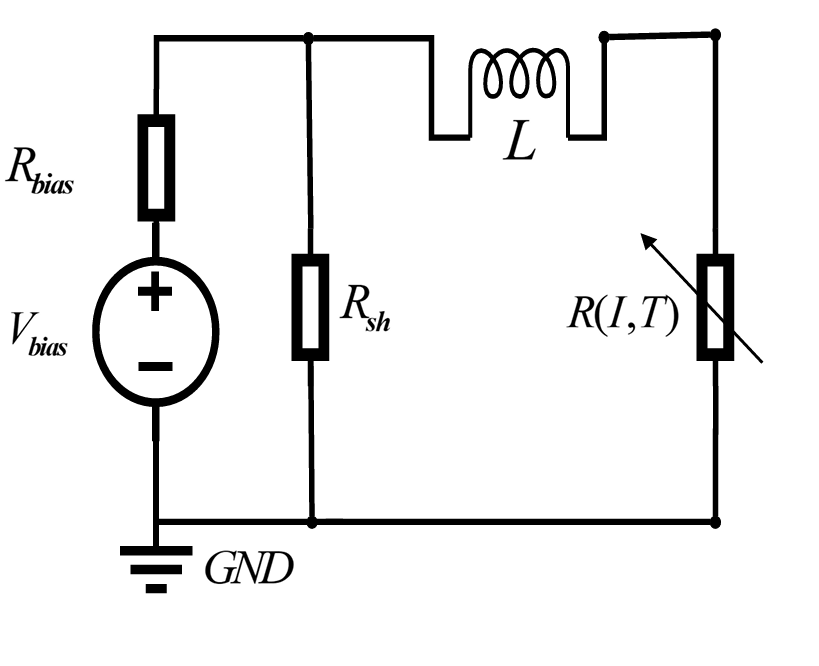 R_bias
L
V_bias
+
−
R_sh
R(I,T)
GND